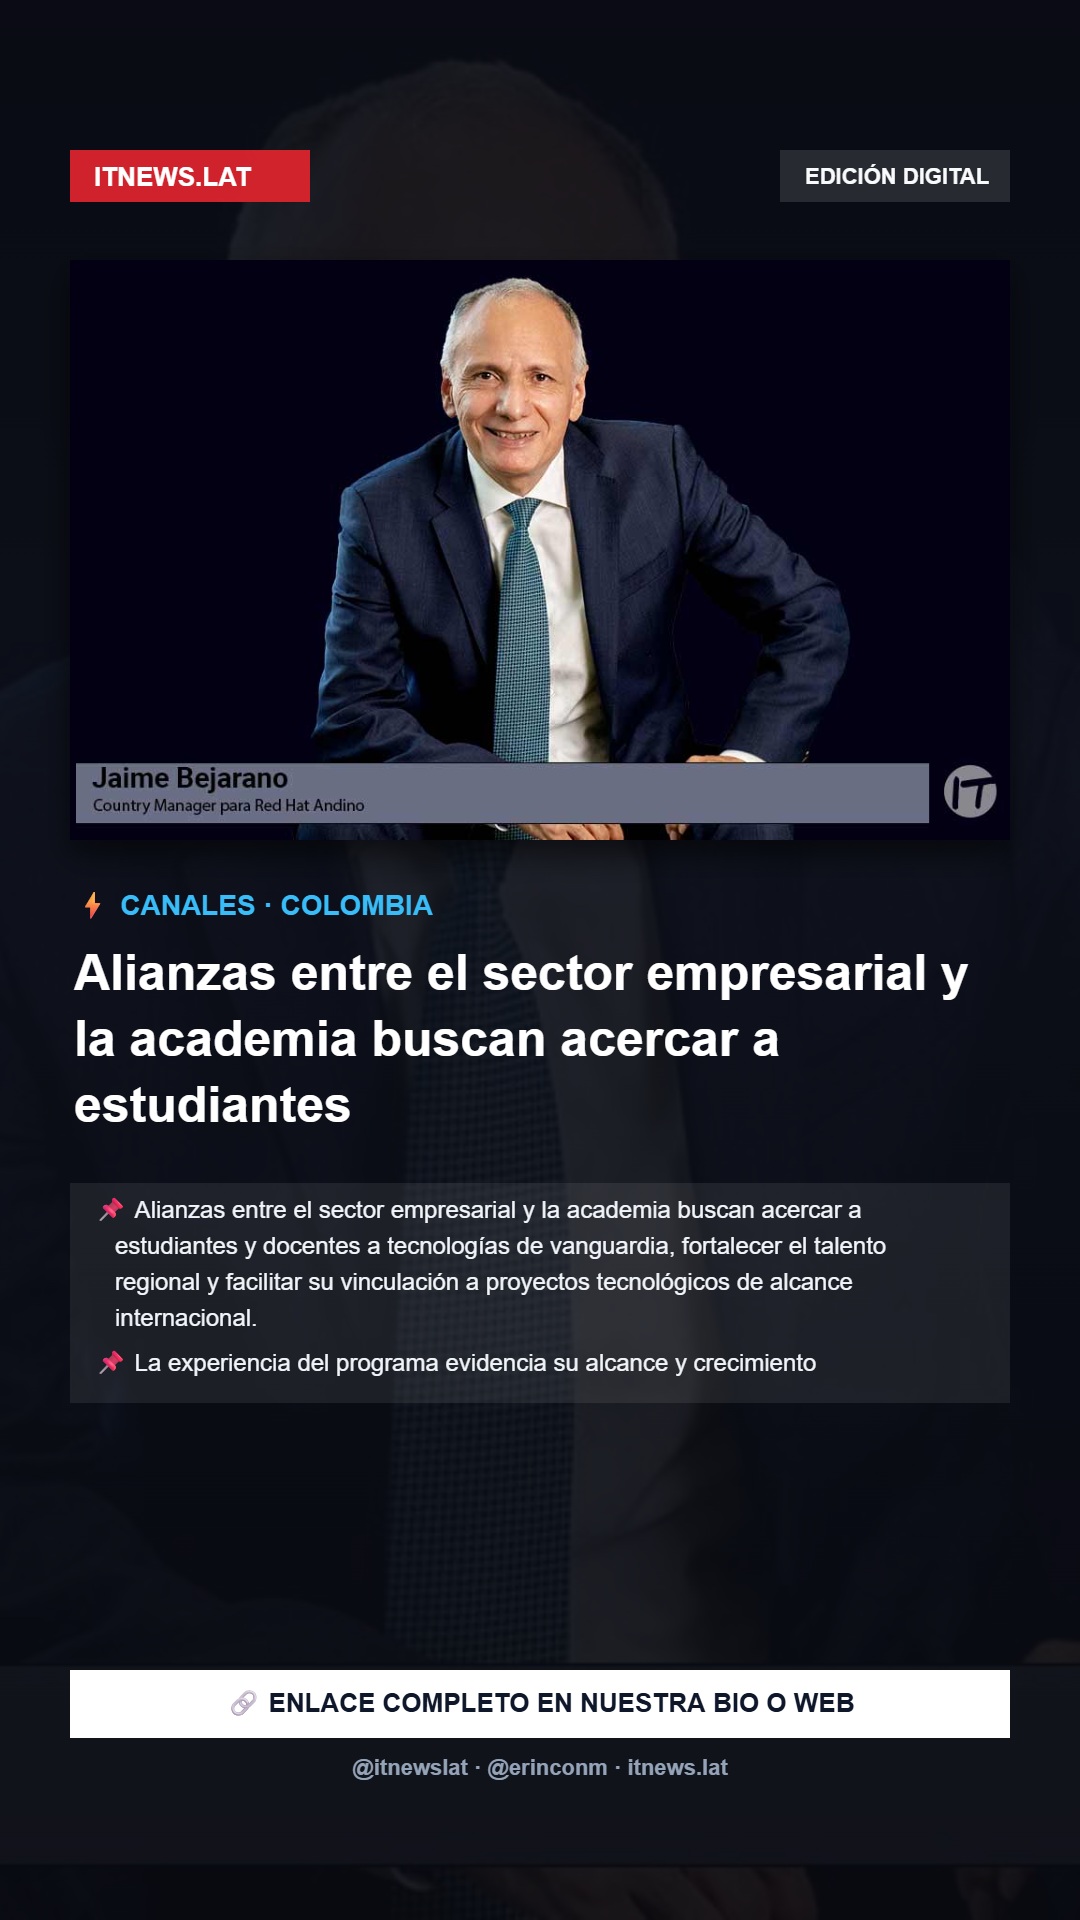 ITNEWS.LAT
EDICIÓN DIGITAL
Jaime Bejarano
Country Manager para Red Hat Andino
IT
CANALES · COLOMBIA
Alianzas entre el sector empresarial y
la academia buscan acercar a
estudiantes
Alianzas entre el sector empresarial y la academia buscan acercar a
estudiantes y docentes a tecnologías de vanguardia, fortalecer el talento
regional y facilitar su vinculación a proyectos tecnológicos de alcance
internacional.
La experiencia del programa evidencia su alcance y crecimiento
ENLACE COMPLETO EN NUESTRA BIO O WEB
@itnewslat · @erinconm · itnews.lat